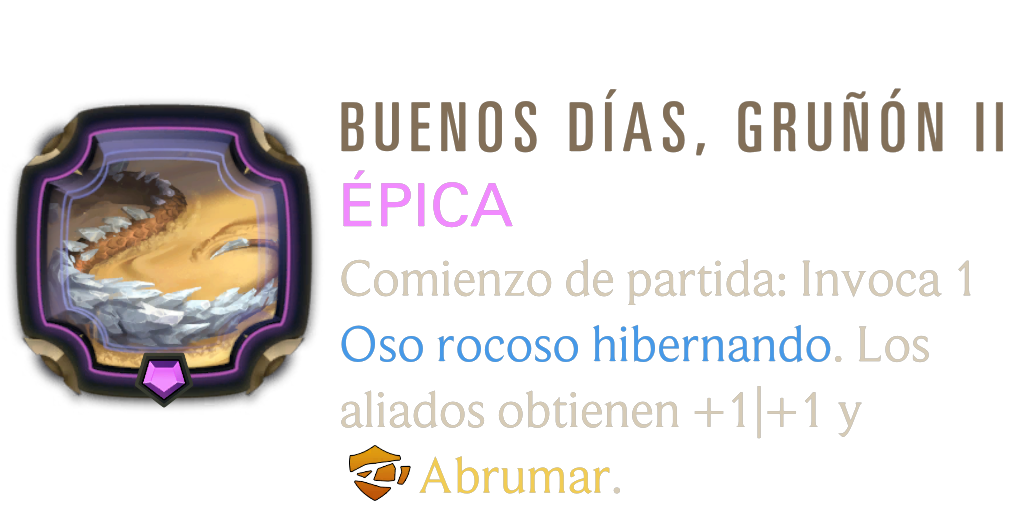 BUENOS DÍAS, GRUÑÓN II
ÉPICA
Comienzo de partida: Invoca 1
Oso rocoso hibernando. Los
aliados obtienen +1|+1 y
Abrumar.